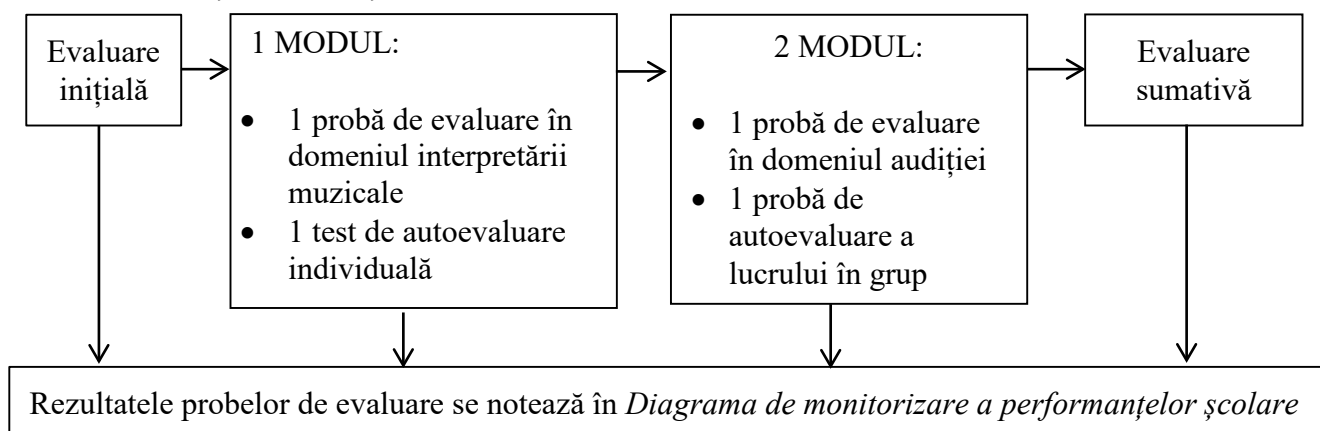 Evaluare
inițială
1 MODUL:
• 1 probă de evaluare în
domeniul interpretării
muzicale
• 1 test de autoevaluare
individuală
2 MODUL:
• 1 probă de evaluare
în domeniul audiției
• 1 probă de
autoevaluare a
lucrului în grup
Evaluare
sumativă
Rezultatele probelor de evaluare se notează în Diagrama de monitorizare a performanțelor școlare